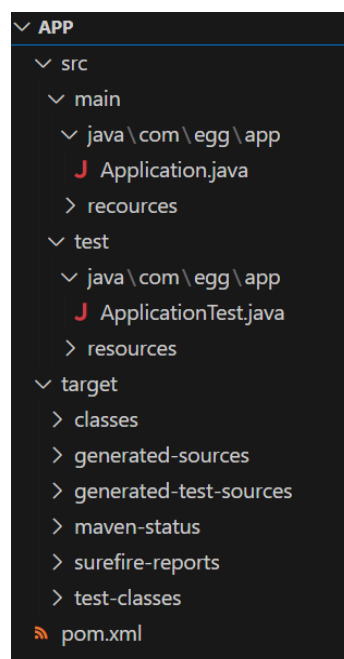 APP
src
main
java\com\egg\app
J Application.java
recources
test
java\com\egg\app
J ApplicationTest.java
resources
target
classes
generated-sources
generated-test-sources
maven-status
surefire-reports
test-classes
pom.xml